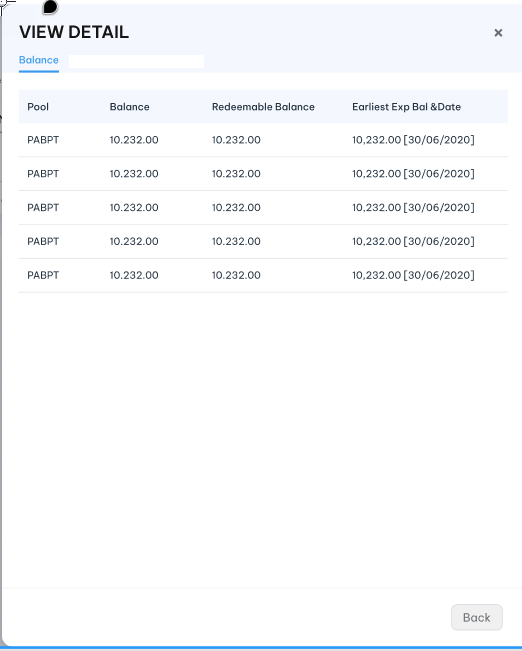 VIEW DETAIL ×
Balance
Pool Balance Redeemable Balance Earliest Exp Bal &Date
PABPT 10.232.00 10.232.00 10,232.00 [30/06/2020]
PABPT 10.232.00 10.232.00 10,232.00 [30/06/2020]
PABPT 10.232.00 10.232.00 10,232.00 [30/06/2020]
PABPT 10.232.00 10.232.00 10,232.00 [30/06/2020]
PABPT 10.232.00 10.232.00 10,232.00 [30/06/2020]
Back